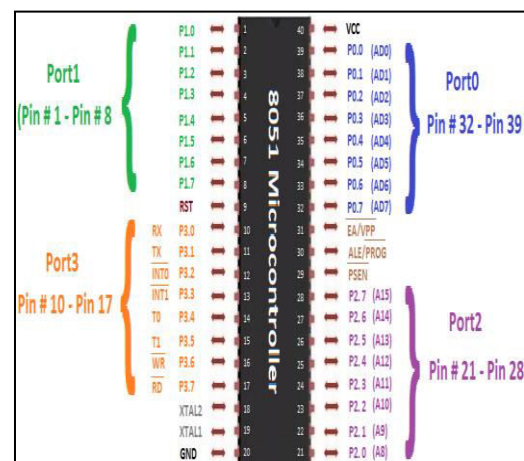 P1.0 1 40 VCC
P1.1 2 39 P0.0 (AD0)
P1.2 3 38 P0.1 (AD1)
P1.3 4 37 P0.2 (AD2)
P1.4 5 36 P0.3 (AD3)
P1.5 6 35 P0.4 (AD4)
P1.6 7 34 P0.5 (AD5)
P1.7 8 33 P0.6 (AD6)
RST 9 32 P0.7 (AD7)
RX P3.0 10 31 EA/VPP
TX P3.1 11 30 ALE/PROG
INT0 P3.2 12 29 PSEN
INT1 P3.3 13 28 P2.7 (A15)
T0 P3.4 14 27 P2.6 (A14)
T1 P3.5 15 26 P2.5 (A13)
WR P3.6 16 25 P2.4 (A12)
RD P3.7 17 24 P2.3 (A11)
XTAL2 18 23 P2.2 (A10)
XTAL1 19 22 P2.1 (A9)
GND 20 21 P2.0 (A8)
Port1
(Pin # 1 - Pin # 8
Port3
Pin # 10 - Pin 17
8051 Microcontroller
Port0
Pin # 32 - Pin 39
Port2
Pin # 21 - Pin 28